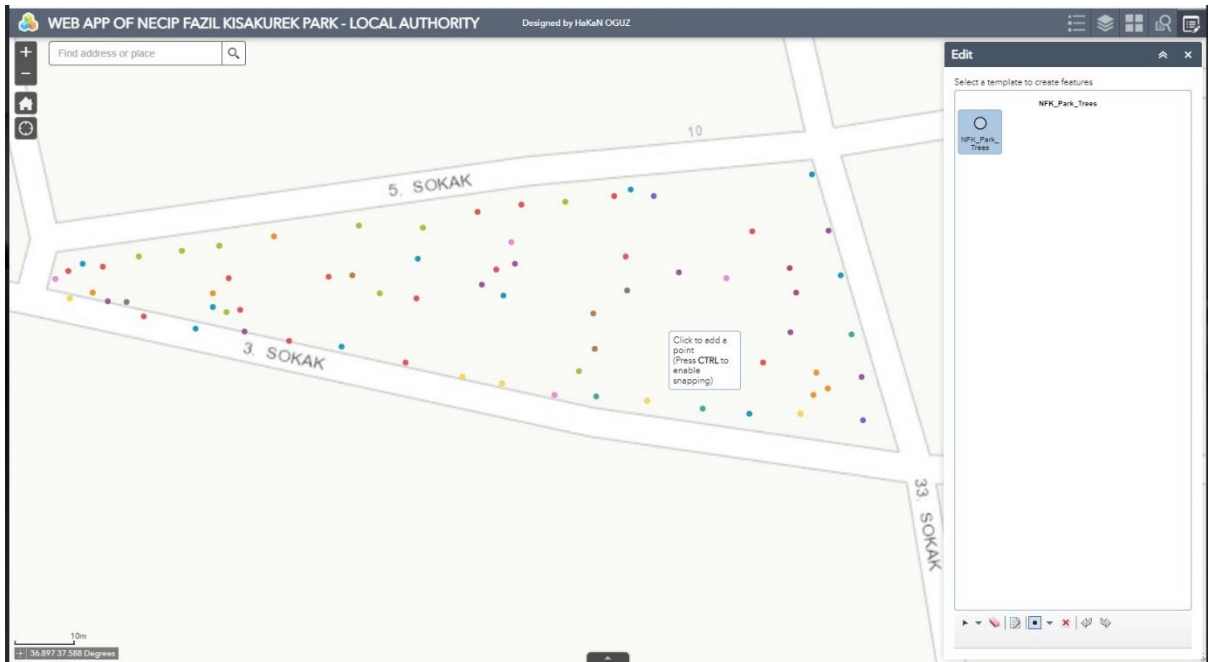 WEB APP OF NECIP FAZIL KISAKUREK PARK - LOCAL AUTHORITY
Designed by HaKaN OGUZ
Find address or place
Edit
Select a template to create features
NFK_Park_Trees
NFK_Park_
Trees
10
5. SOKAK
3. SOKAK
Click to add a
point
(Press CTRL to
enable
snapping)
33. SOKAK
10m
36.897 37.588 Degrees